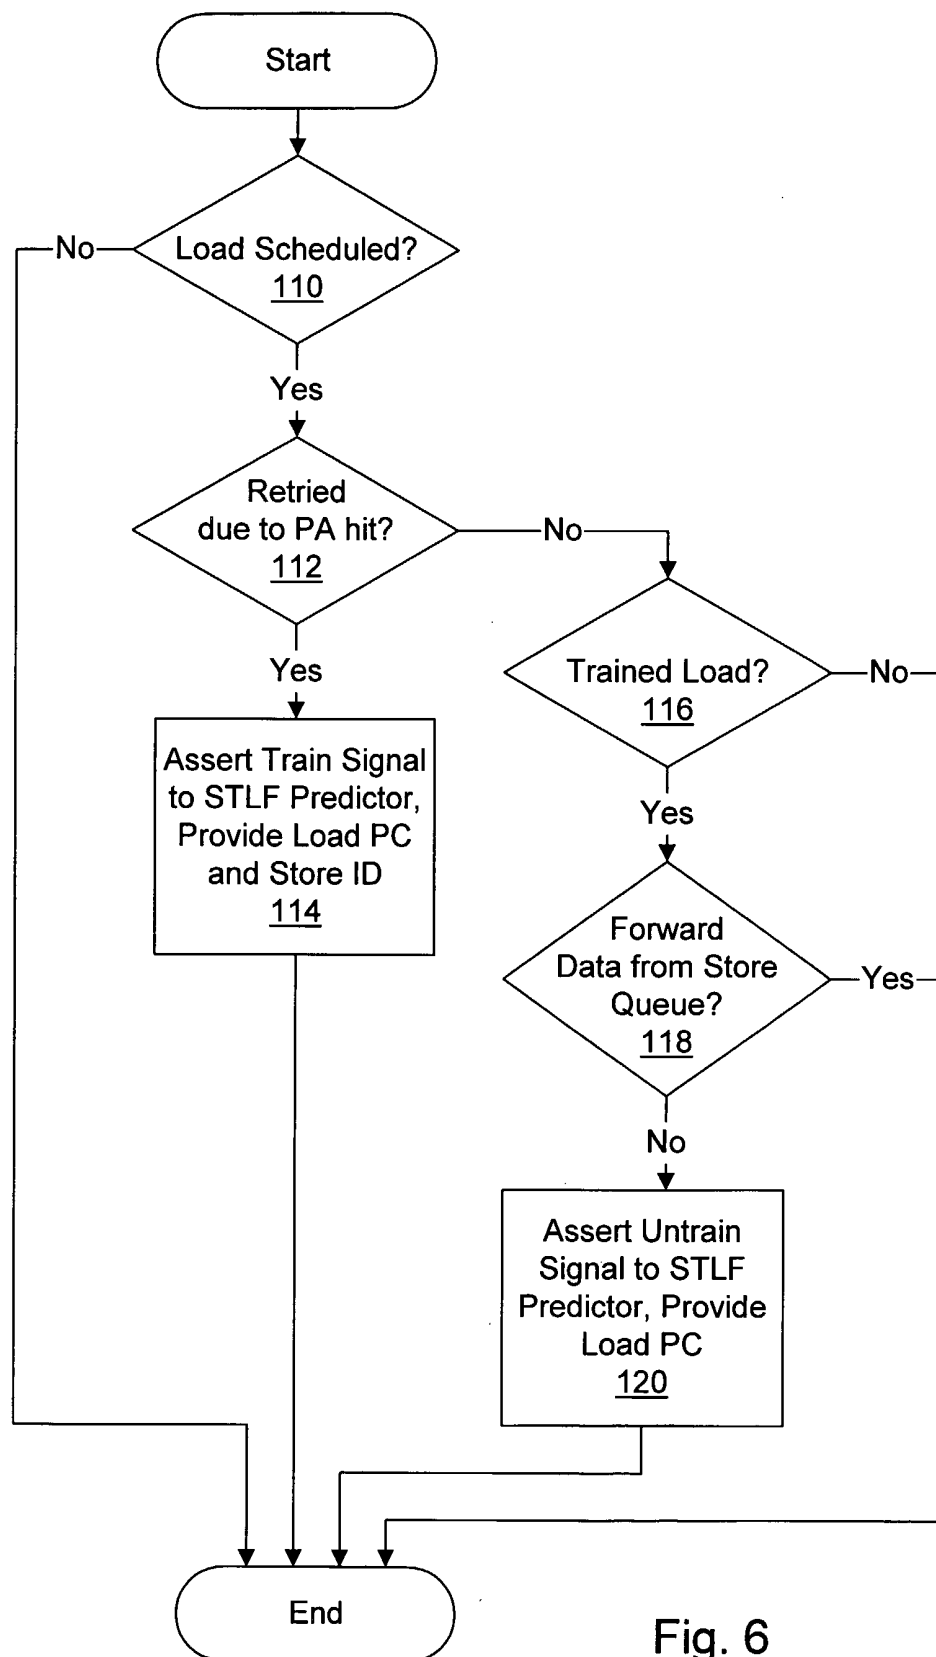 Start
No
Load Scheduled?
110
Yes
Retried
due to PA hit?
112
No
Yes
Trained Load?
116
No
Assert Train Signal
to STLF Predictor,
Provide Load PC
and Store ID
114
Yes
Forward
Data from Store
Queue?
118
Yes
No
Assert Untrain
Signal to STLF
Predictor, Provide
Load PC
120
End
Fig. 6